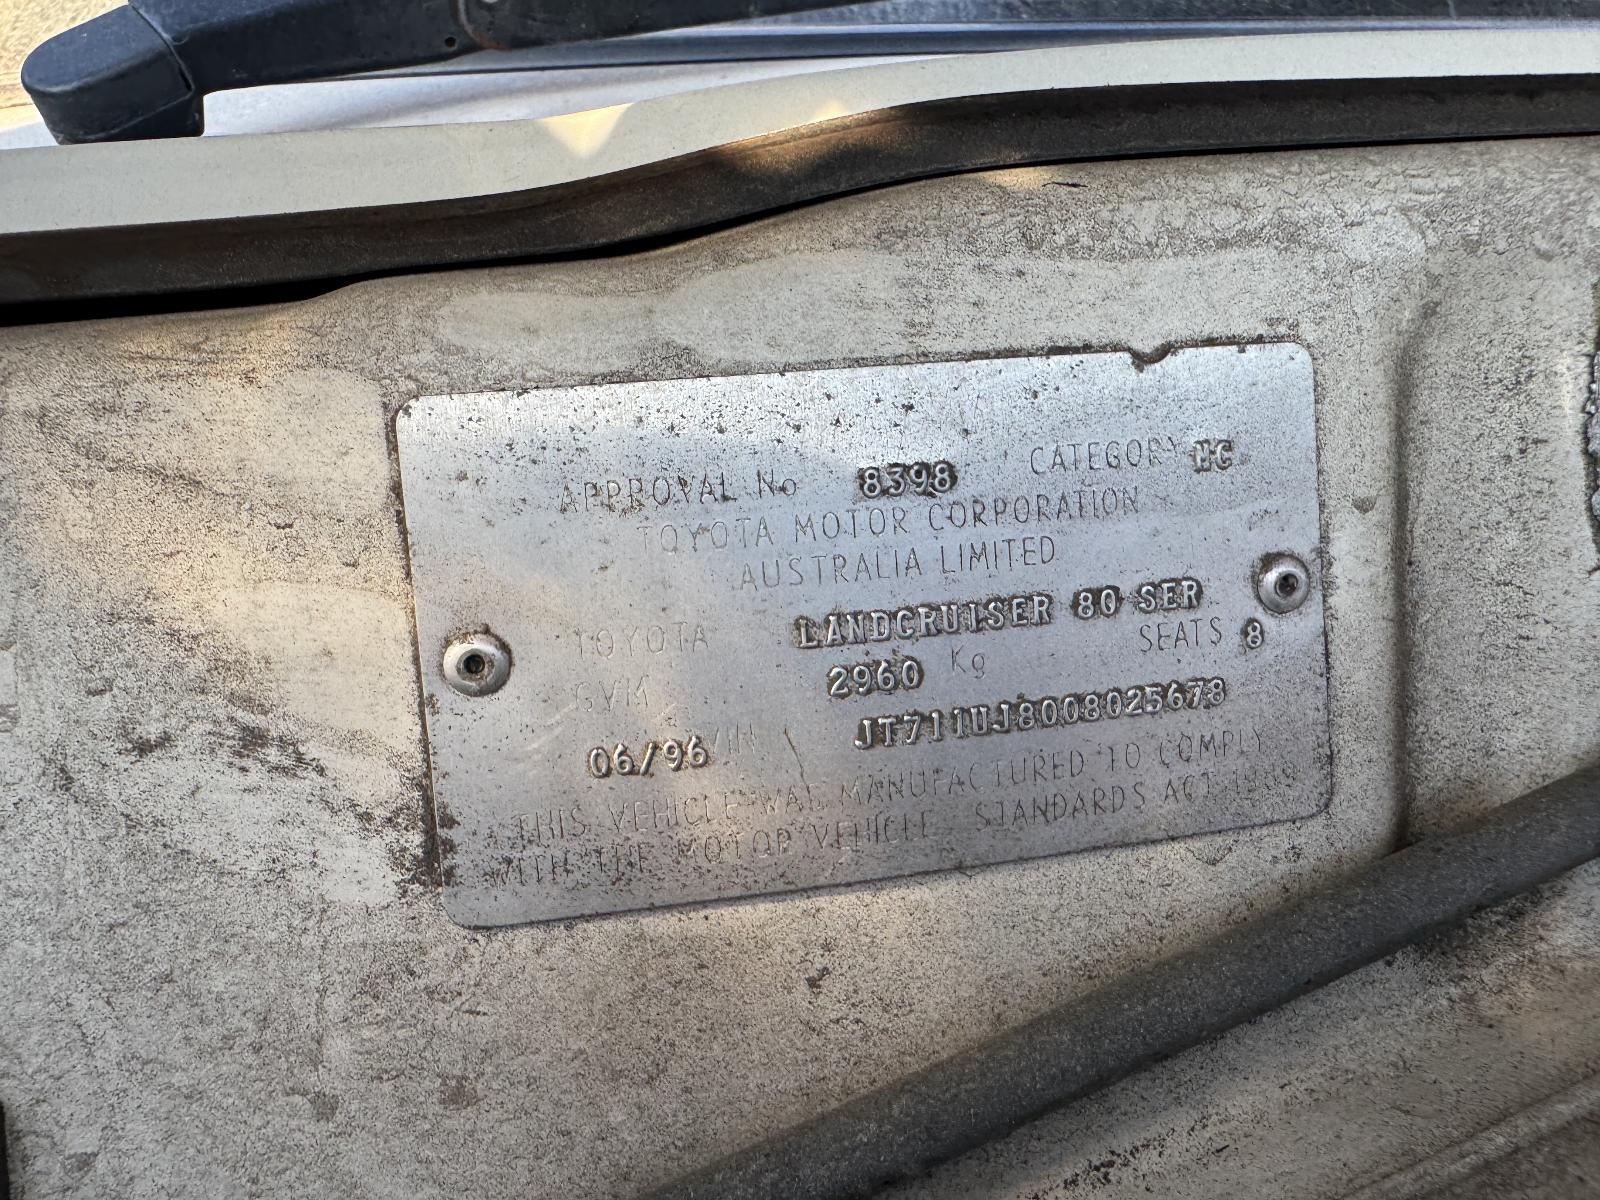 APPROVAL No 8398 CATEGORY MC
TOYOTA MOTOR CORPORATION
AUSTRALIA LIMITED
TOYOTA LANDCRUISER 80 SER
GVM 2960 Kg SEATS 8
06/96 VIN JT711UJ8008025678
THIS VEHICLE WAS MANUFACTURED TO COMPLY
WITH THE MOTOR VEHICLE STANDARDS ACT 1989